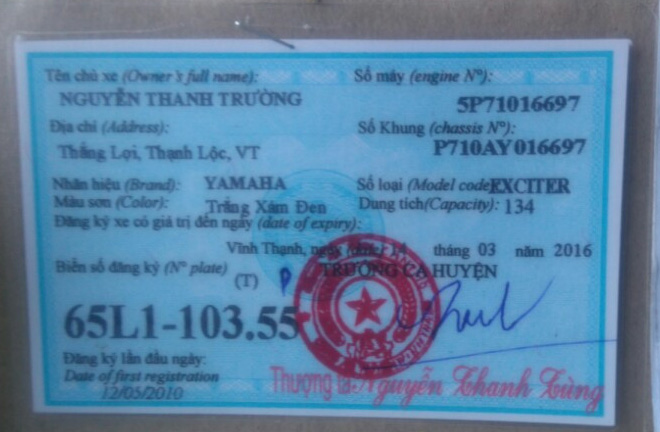 Tên chủ xe (Owner's full name): Số máy (engine Nº):
NGUYỄN THANH TRƯỜNG 5P71016697
Địa chỉ (Address): Số Khung (chassis Nº):
Thắng Lợi, Thạnh Lộc, VT P710AY016697
Nhãn hiệu (Brand): YAMAHA Số loại (Model code EXCITER
Màu sơn (Color): Trắng Xám Đen Dung tích(Capacity): 134
Đăng ký xe có giá trị đến ngày (date of expiry):
Vĩnh Thạnh, ngày 14 tháng 03 năm 2016
Biển số đăng ký (Nº plate) (T) P TRƯỞNG CA HUYỆN
65L1-103.55
Đăng ký lần đầu ngày:
Date of first registration
12/05/2010
Thượng tá: Nguyễn Thanh Tùng